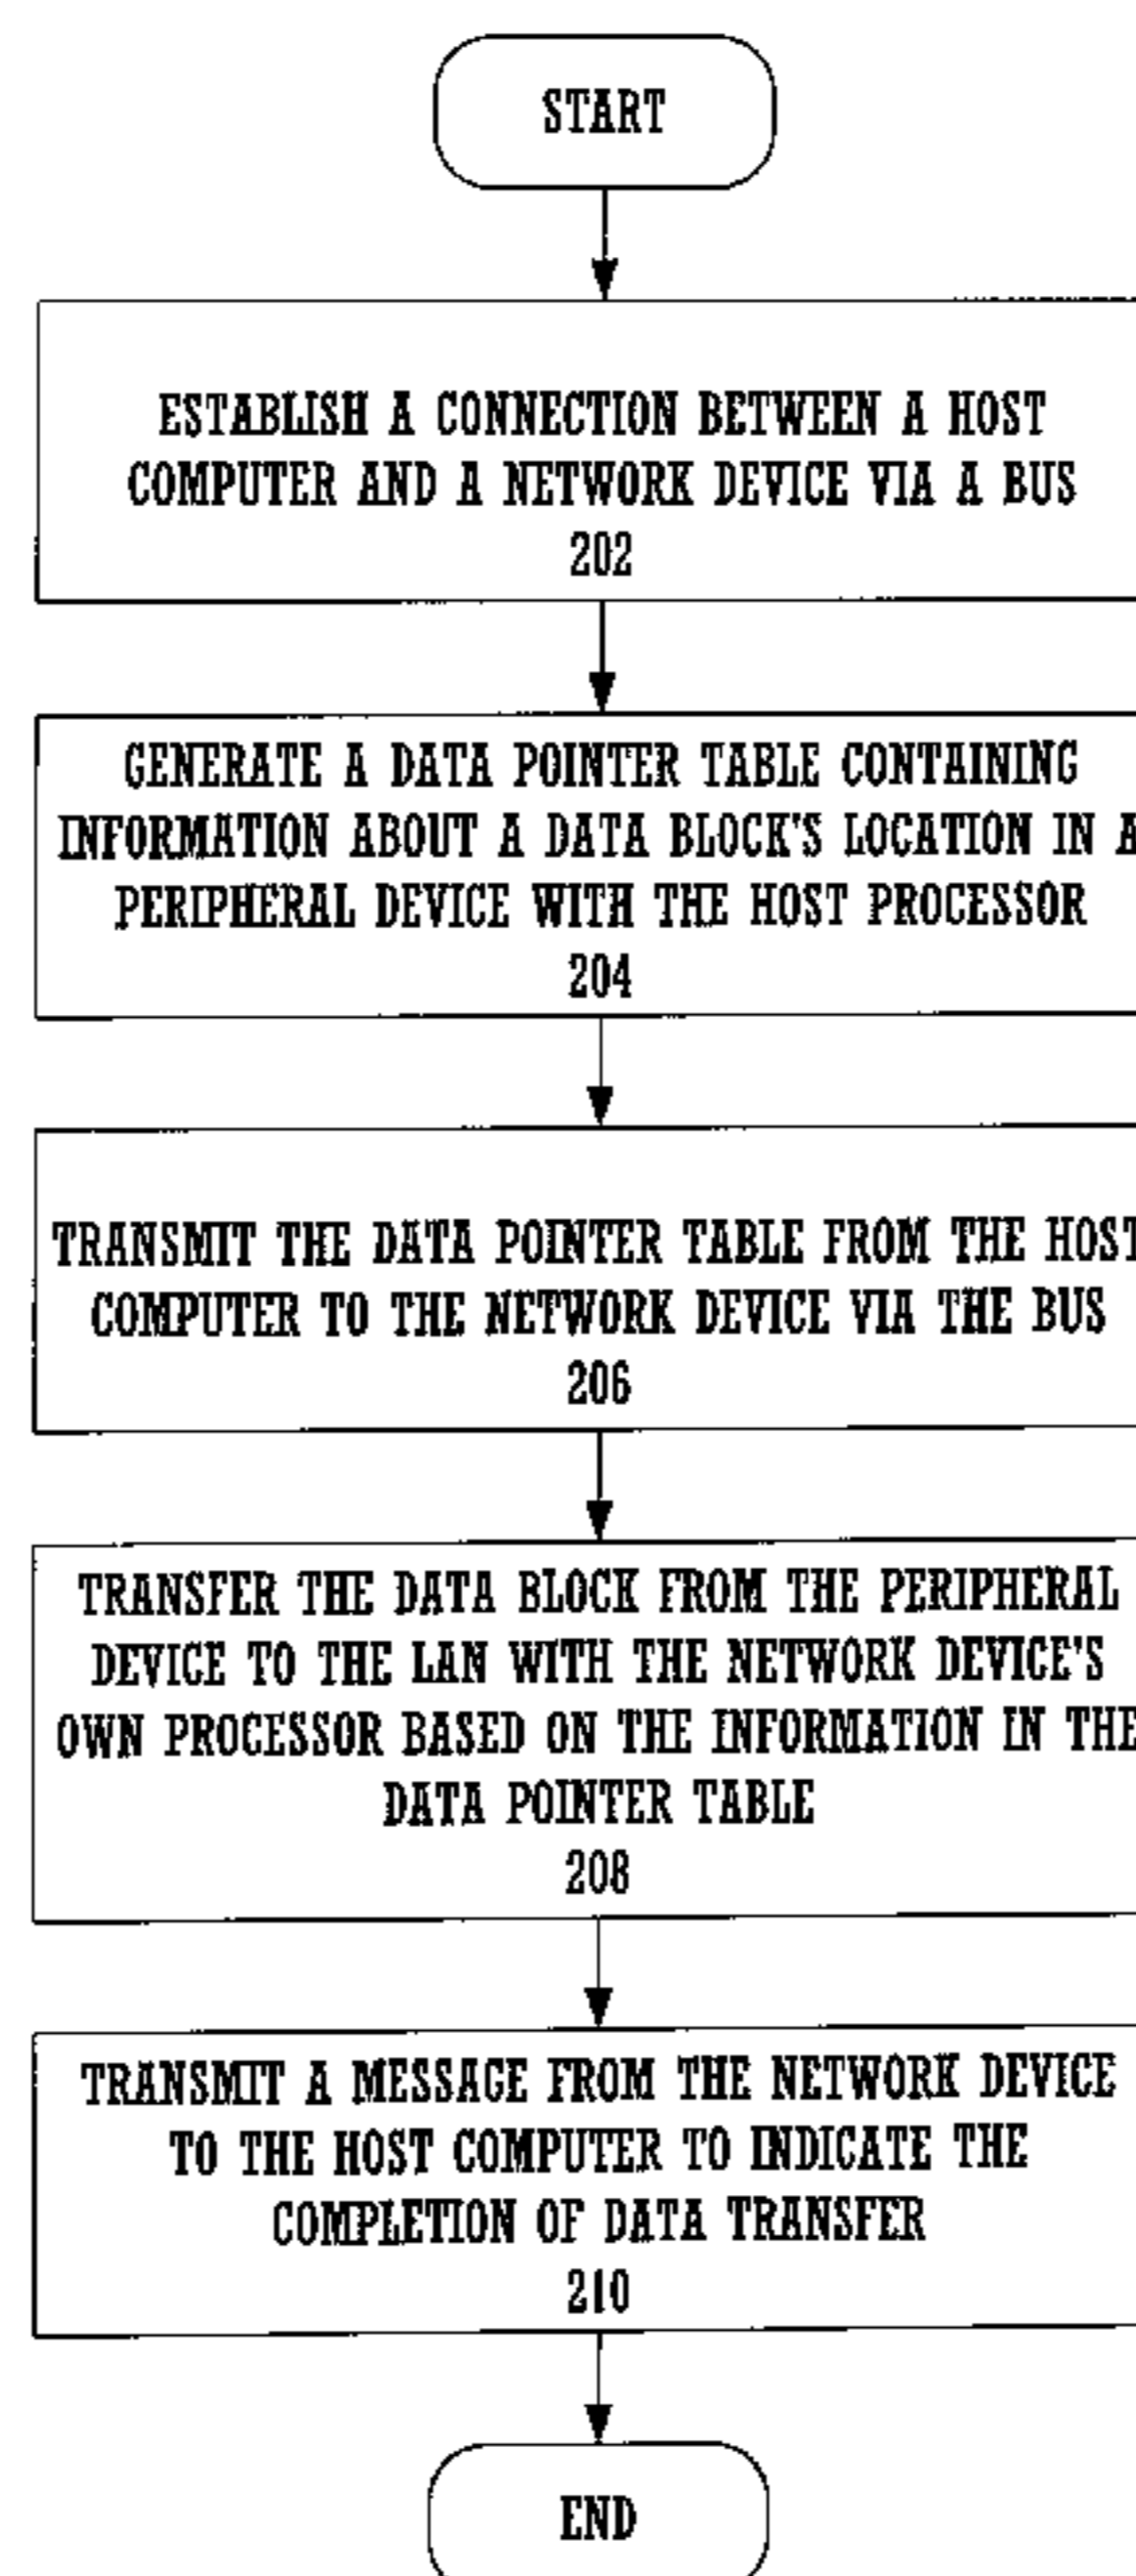 START
ESTABLISH A CONNECTION BETWEEN A HOST
COMPUTER AND A NETWORK DEVICE VIA A BUS
202
GENERATE A DATA POINTER TABLE CONTAINING
INFORMATION ABOUT A DATA BLOCK'S LOCATION IN A
PERIPHERAL DEVICE WITH THE HOST PROCESSOR
204
TRANSMIT THE DATA POINTER TABLE FROM THE HOST
COMPUTER TO THE NETWORK DEVICE VIA THE BUS
206
TRANSFER THE DATA BLOCK FROM THE PERIPHERAL
DEVICE TO THE LAN WITH THE NETWORK DEVICE'S
OWN PROCESSOR BASED ON THE INFORMATION IN THE
DATA POINTER TABLE
208
TRANSMIT A MESSAGE FROM THE NETWORK DEVICE
TO THE HOST COMPUTER TO INDICATE THE
COMPLETION OF DATA TRANSFER
210
END